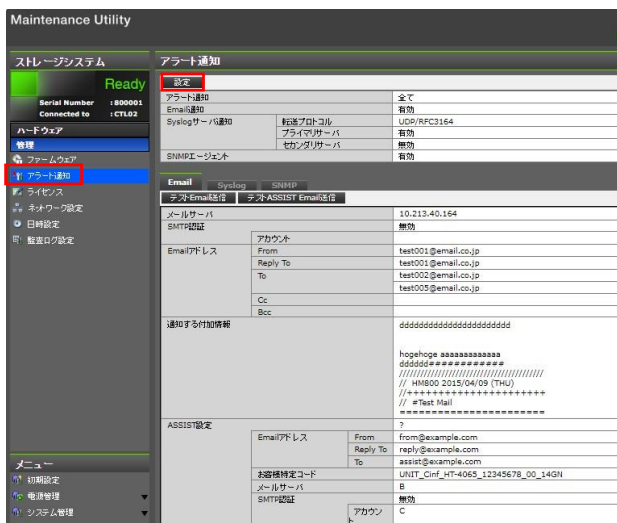 Maintenance Utility
ストレージシステム
Ready
Serial Number : 800001
Connected to : CTL02
ハードウェア
管理
ファームウェア
アラート通知
ライセンス
ネットワーク設定
日時設定
監査ログ設定
メニュー
初期設定
電源管理
システム管理
アラート通知
設定
アラート通知 全て
Email通知 有効
Syslogサーバ通知 転送プロトコル UDP/RFC3164
プライマリサーバ 有効
セカンダリサーバ 無効
SNMPエージェント 有効
Email Syslog SNMP
テストEmail送信 テストASSIST Email送信
メールサーバ 10.213.40.164
SMTP認証 無効
アカウント
Emailアドレス From test001@email.co.jp
Reply To test001@email.co.jp
To test002@email.co.jp
test005@email.co.jp
Cc
Bcc
通知する付加情報 ddddddddddddddddddddddd
hogehoge aaaaaaaaaaaaa
dddddd############
// HM800 2015/04/09 (THU)
// #Test Mail
ASSIST設定 ?
Emailアドレス From from@example.com
Reply To reply@example.com
To assist@example.com
お客様特定コード UNIT_Cinf_HT-4065_12345678_00_14GN
メールサーバ B
SMTP認証 無効
アカウント C